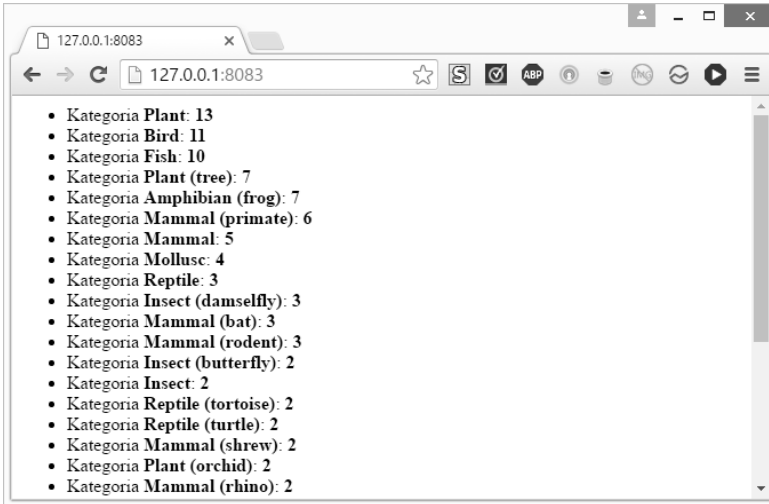 127.0.0.1:8083
127.0.0.1:8083
S
ABP
IMG
Kategoria Plant: 13
Kategoria Bird: 11
Kategoria Fish: 10
Kategoria Plant (tree): 7
Kategoria Amphibian (frog): 7
Kategoria Mammal (primate): 6
Kategoria Mammal: 5
Kategoria Mollusc: 4
Kategoria Reptile: 3
Kategoria Insect (damselfly): 3
Kategoria Mammal (bat): 3
Kategoria Mammal (rodent): 3
Kategoria Insect (butterfly): 2
Kategoria Insect: 2
Kategoria Reptile (tortoise): 2
Kategoria Reptile (turtle): 2
Kategoria Mammal (shrew): 2
Kategoria Plant (orchid): 2
Kategoria Mammal (rhino): 2